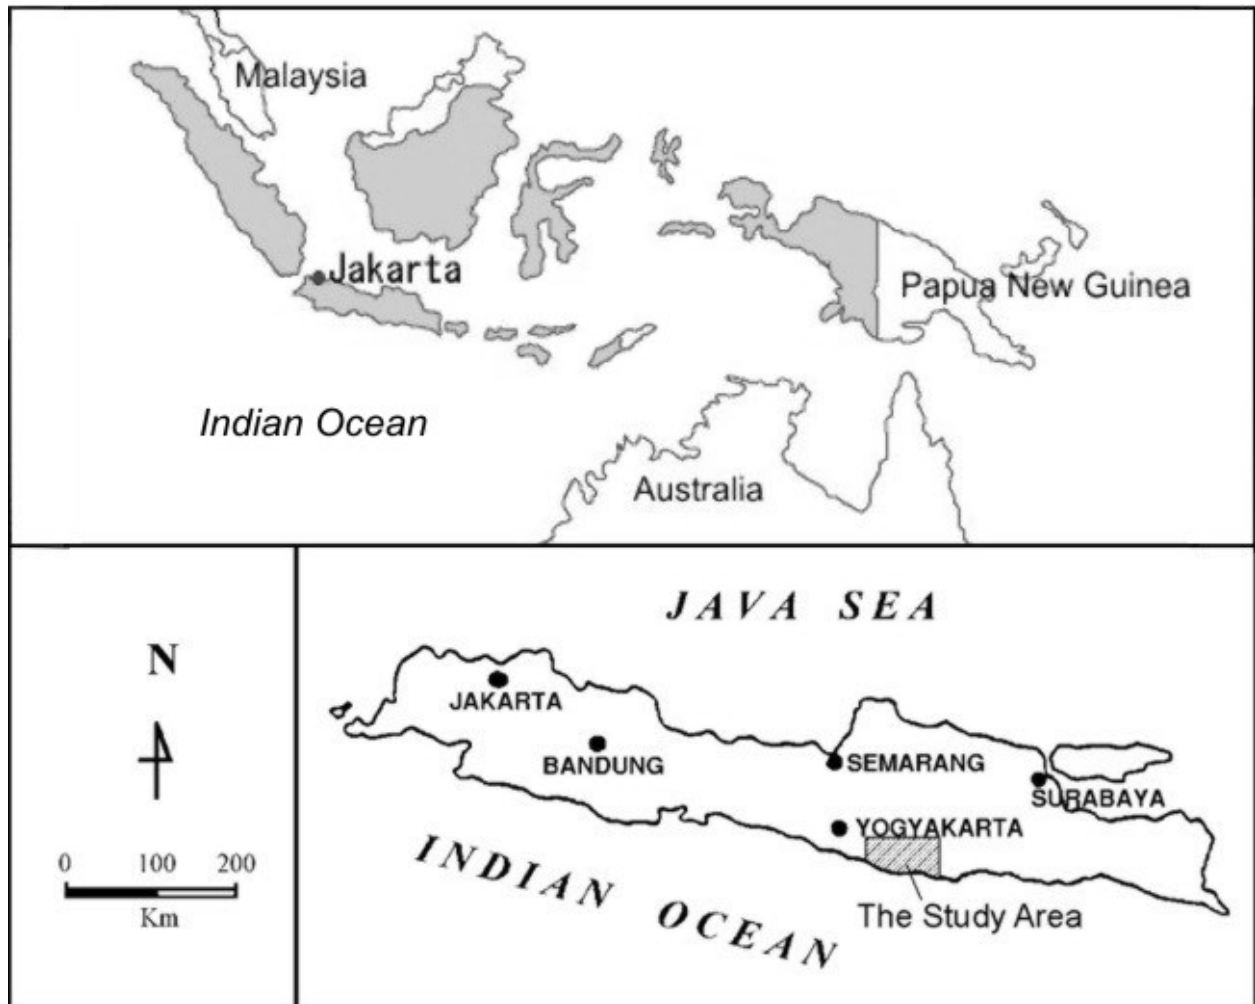 Malaysia
Jakarta
Papua New Guinea
Indian Ocean
Australia
JAVA SEA
N
JAKARTA
BANDUNG
SEMARANG
SURABAYA
YOGYAKARTA
0 100 200
Km
INDIAN OCEAN
The Study Area